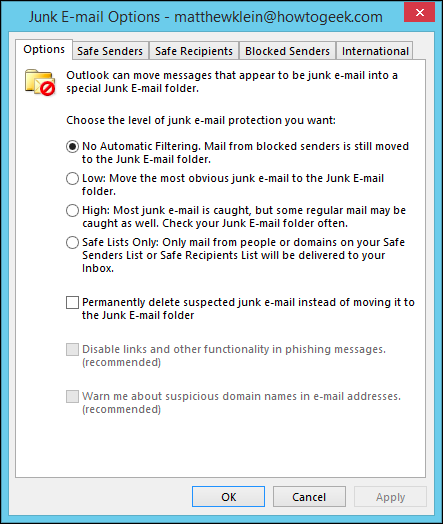 Junk E-mail Options - matthewklein@howtogeek.com
Options Safe Senders Safe Recipients Blocked Senders International
Outlook can move messages that appear to be junk e-mail into a
special Junk E-mail folder.
Choose the level of junk e-mail protection you want:
No Automatic Filtering. Mail from blocked senders is still moved
to the Junk E-mail folder.
Low: Move the most obvious junk e-mail to the Junk E-mail
folder.
High: Most junk e-mail is caught, but some regular mail may be
caught as well. Check your Junk E-mail folder often.
Safe Lists Only: Only mail from people or domains on your Safe
Senders List or Safe Recipients List will be delivered to your
Inbox.
Permanently delete suspected junk e-mail instead of moving it to
the Junk E-mail folder
Disable links and other functionality in phishing messages.
(recommended)
Warn me about suspicious domain names in e-mail addresses.
(recommended)
OK Cancel Apply